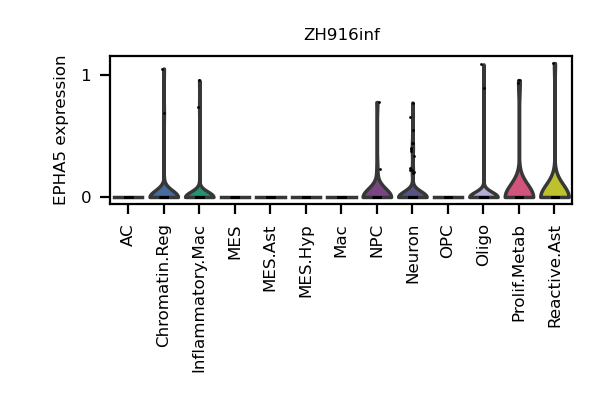 ZH916inf
EPHA5 expression
1
0
AC
Chromatin.Reg
Inflammatory.Mac
MES
MES.Ast
MES.Hyp
Mac
NPC
Neuron
OPC
Oligo
Prolif.Metab
Reactive.Ast